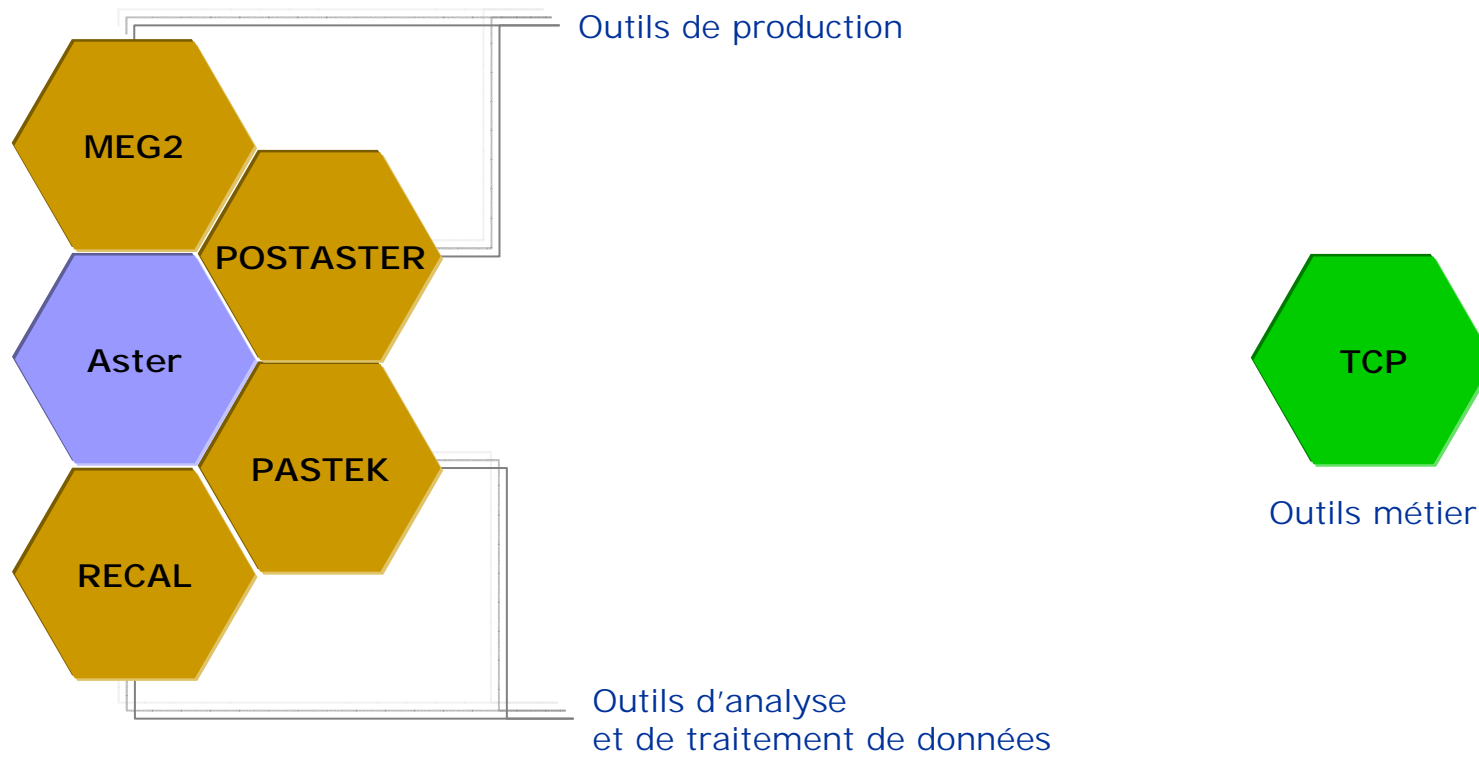 Outils de production
MEG2
POSTASTER
Aster
TCP
PASTEK
Outils métier
RECAL
Outils d'analyse
et de traitement de données